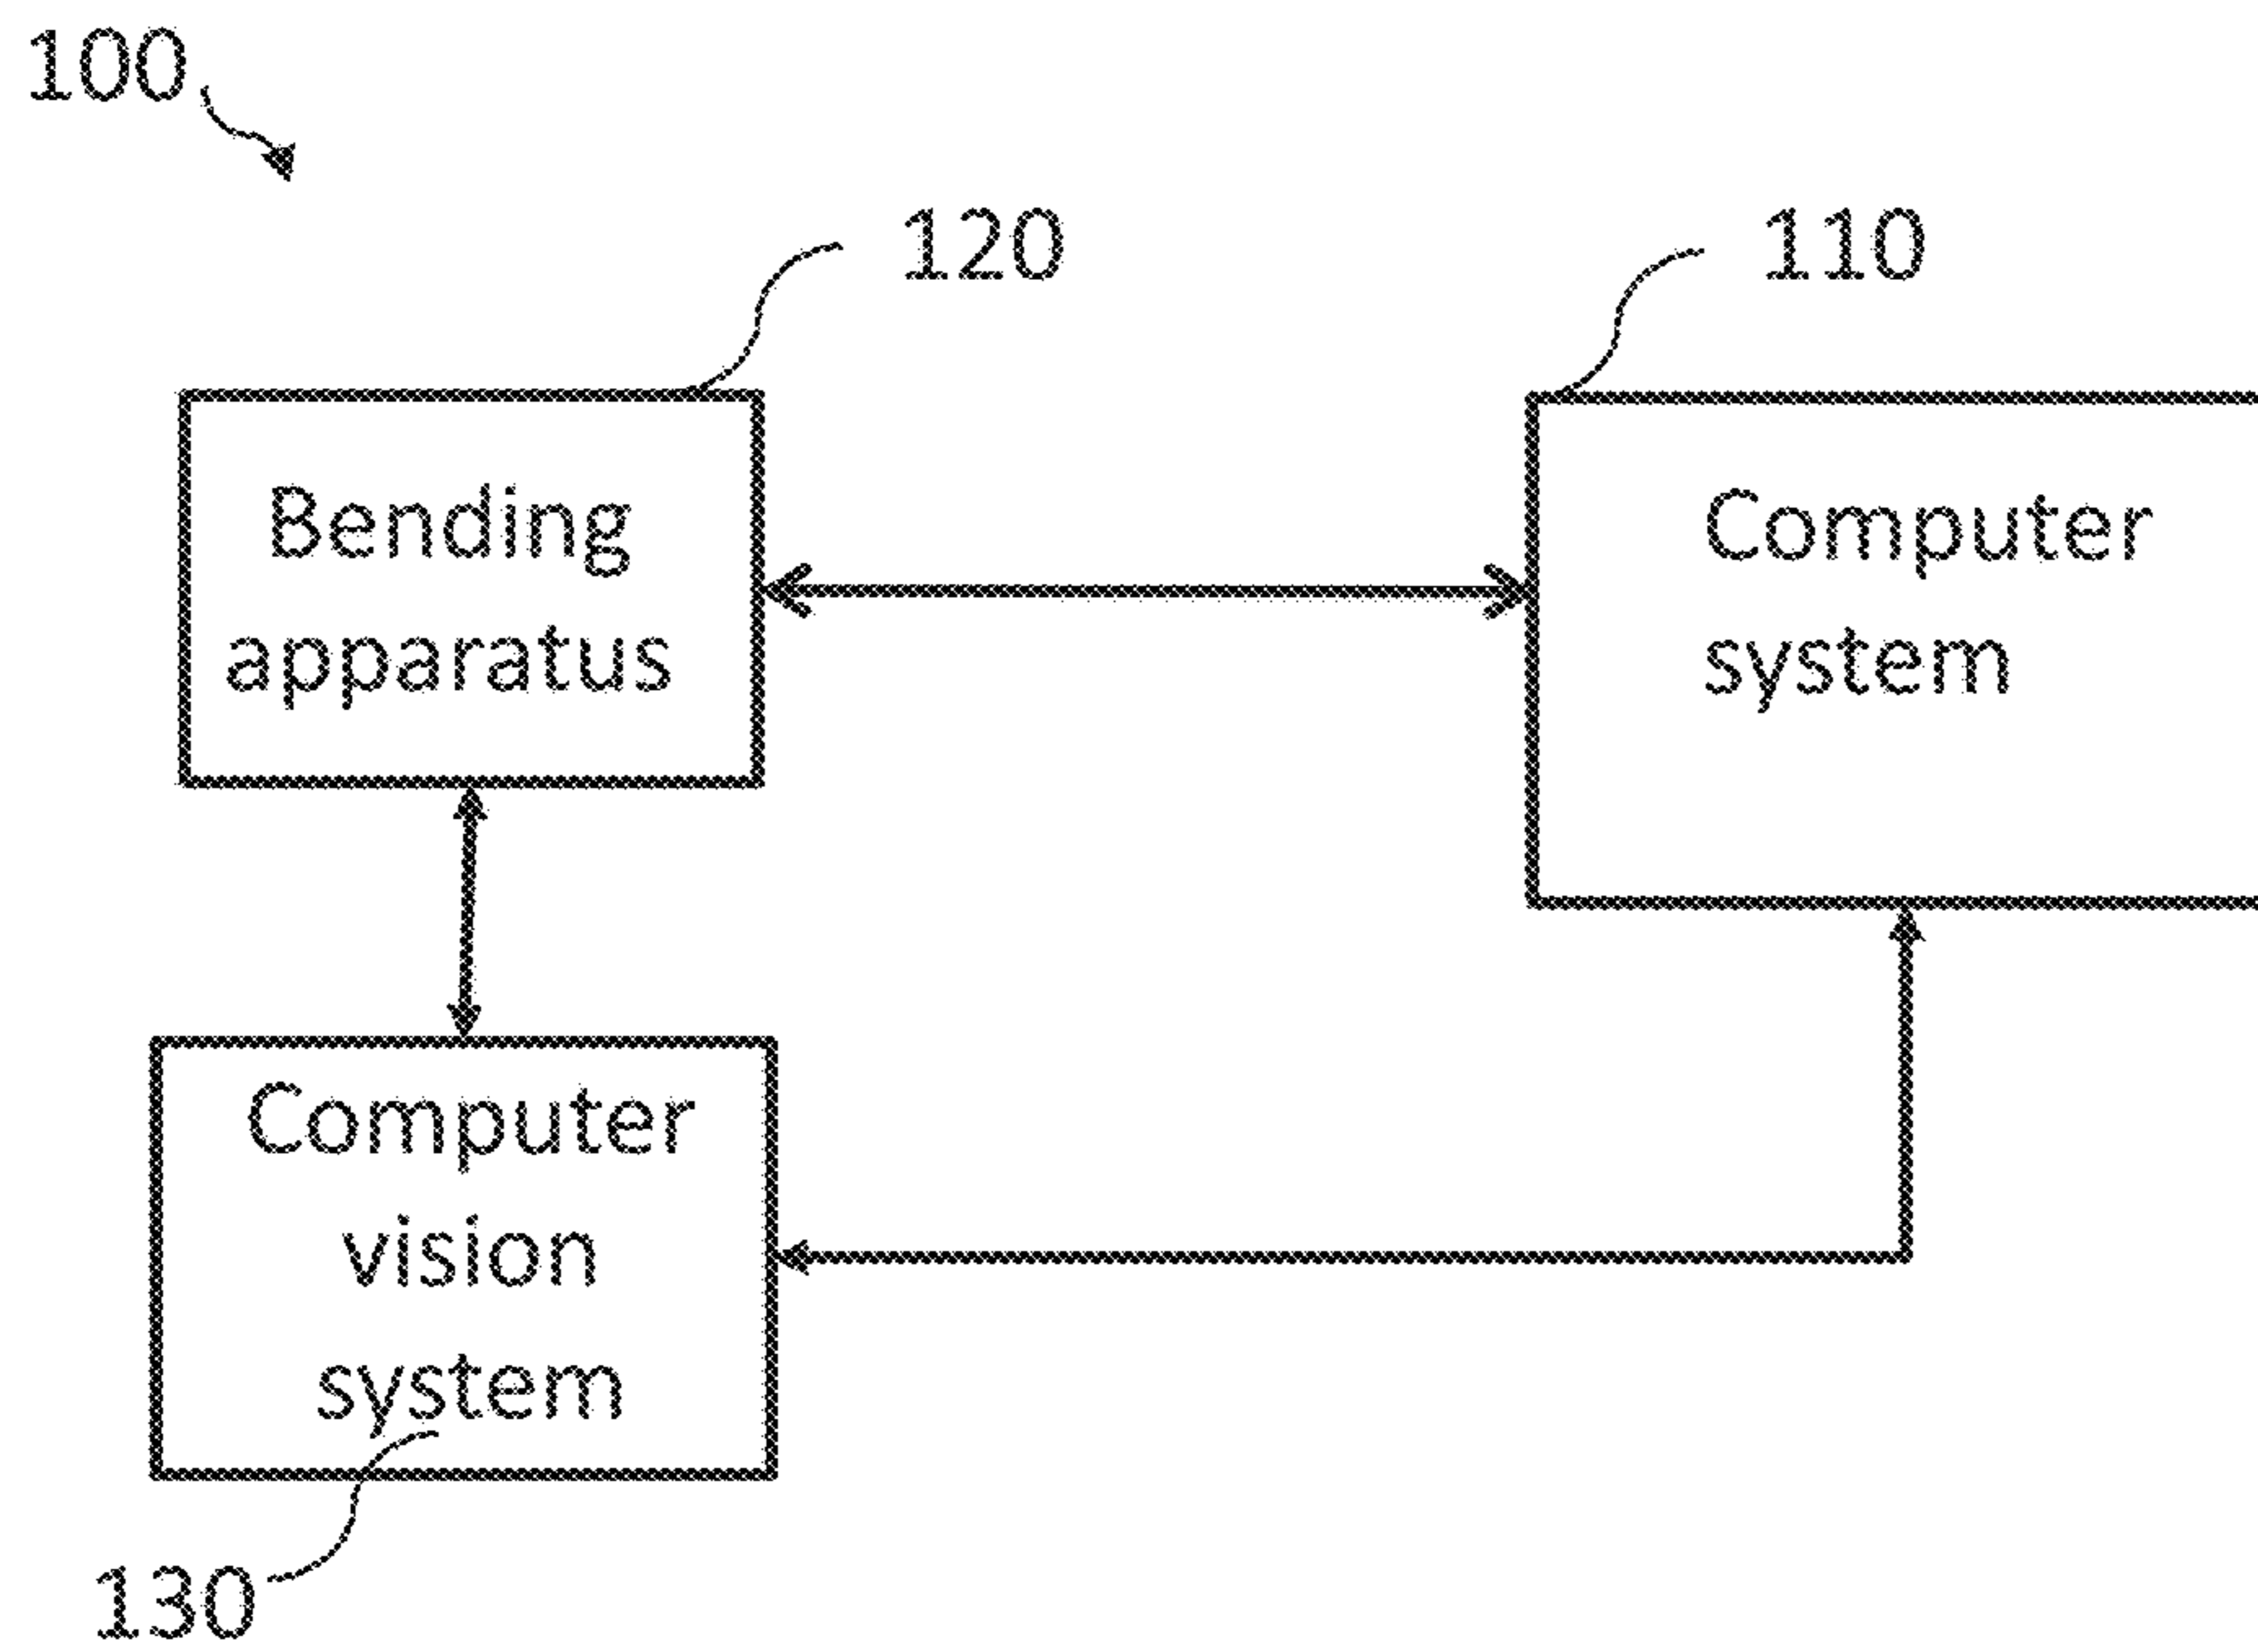 100
120
110
Bending
apparatus
Computer
system
Computer
vision
system
130